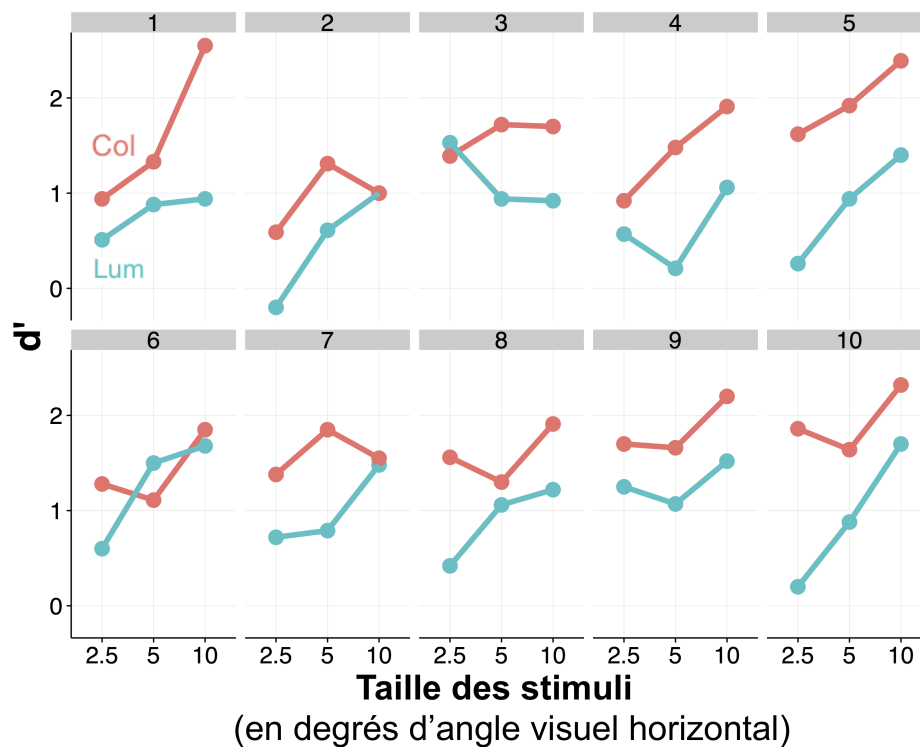 1 2 3 4 5
2
1
0
Col
Lum
d'
6 7 8 9 10
2
1
0
2.5 5 10 2.5 5 10 2.5 5 10 2.5 5 10 2.5 5 10
Taille des stimuli
(en degrés d’angle visuel horizontal)